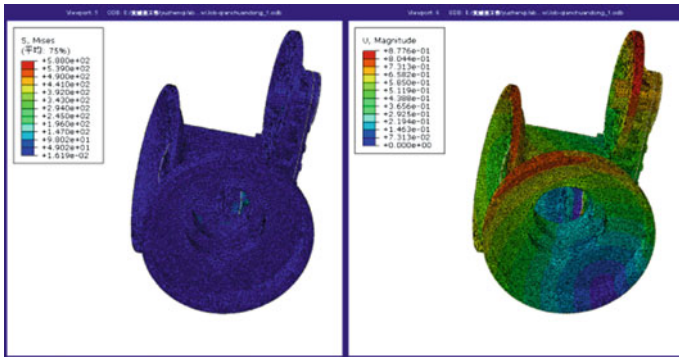 Viewport: 5
S, Mises
(平均: 75%)
+5.880e+02
+5.390e+02
+4.900e+02
+4.410e+02
+3.920e+02
+3.430e+02
+2.940e+02
+2.450e+02
+1.960e+02
+1.470e+02
+9.802e+01
+4.902e+01
+1.619e-02
Viewport: 6
U, Magnitude
+8.776e-01
+8.044e-01
+7.313e-01
+6.582e-01
+5.850e-01
+5.119e-01
+4.388e-01
+3.656e-01
+2.925e-01
+2.194e-01
+1.463e-01
+7.313e-02
+0.000e+00